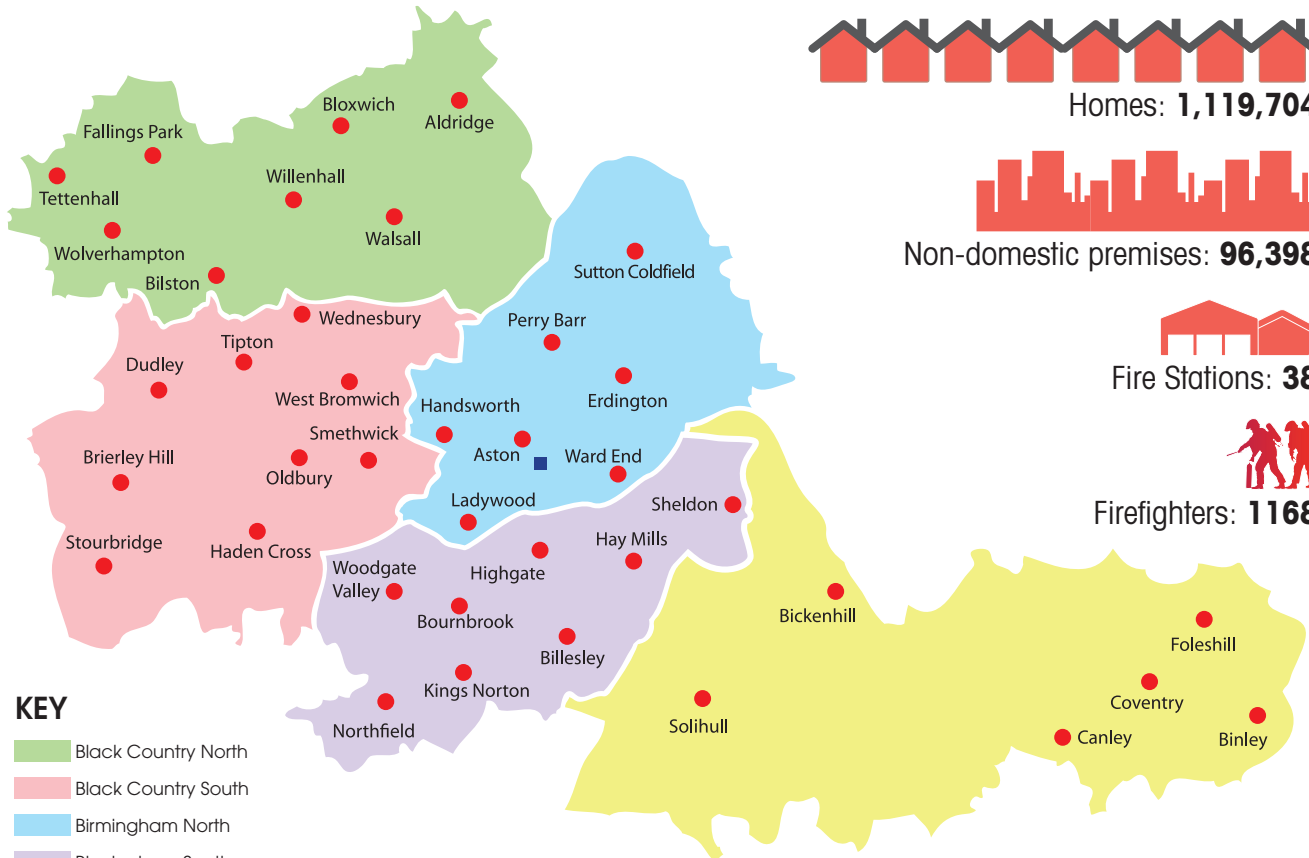 Homes: 1,119,704
Non-domestic premises: 96,398
Fire Stations: 38
Firefighters: 1168
Bloxwich
Aldridge
Fallings Park
Tettenhall
Willenhall
Walsall
Wolverhampton
Bilston
Sutton Coldfield
Wednesbury
Perry Barr
Tipton
Dudley
West Bromwich
Erdington
Handsworth
Smethwick
Aston
Ward End
Brierley Hill
Oldbury
Ladywood
Sheldon
Stourbridge
Haden Cross
Hay Mills
Highgate
Woodgate
Valley
Bournbrook
Bickenhill
Foleshill
Billesley
Kings Norton
Coventry
Northfield
Solihull
Canley
Binley
KEY
Black Country North
Black Country South
Birmingham North